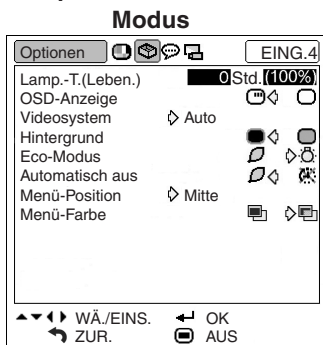 Modus
Optionen EING.4
Lamp.-T.(Leben.) 0 Std.(100%)
OSD-Anzeige
Videosystem Auto
Hintergrund
Eco-Modus
Automatisch aus
Menü-Position Mitte
Menü-Farbe
WÄ./EINS. OK
ZUR. AUS